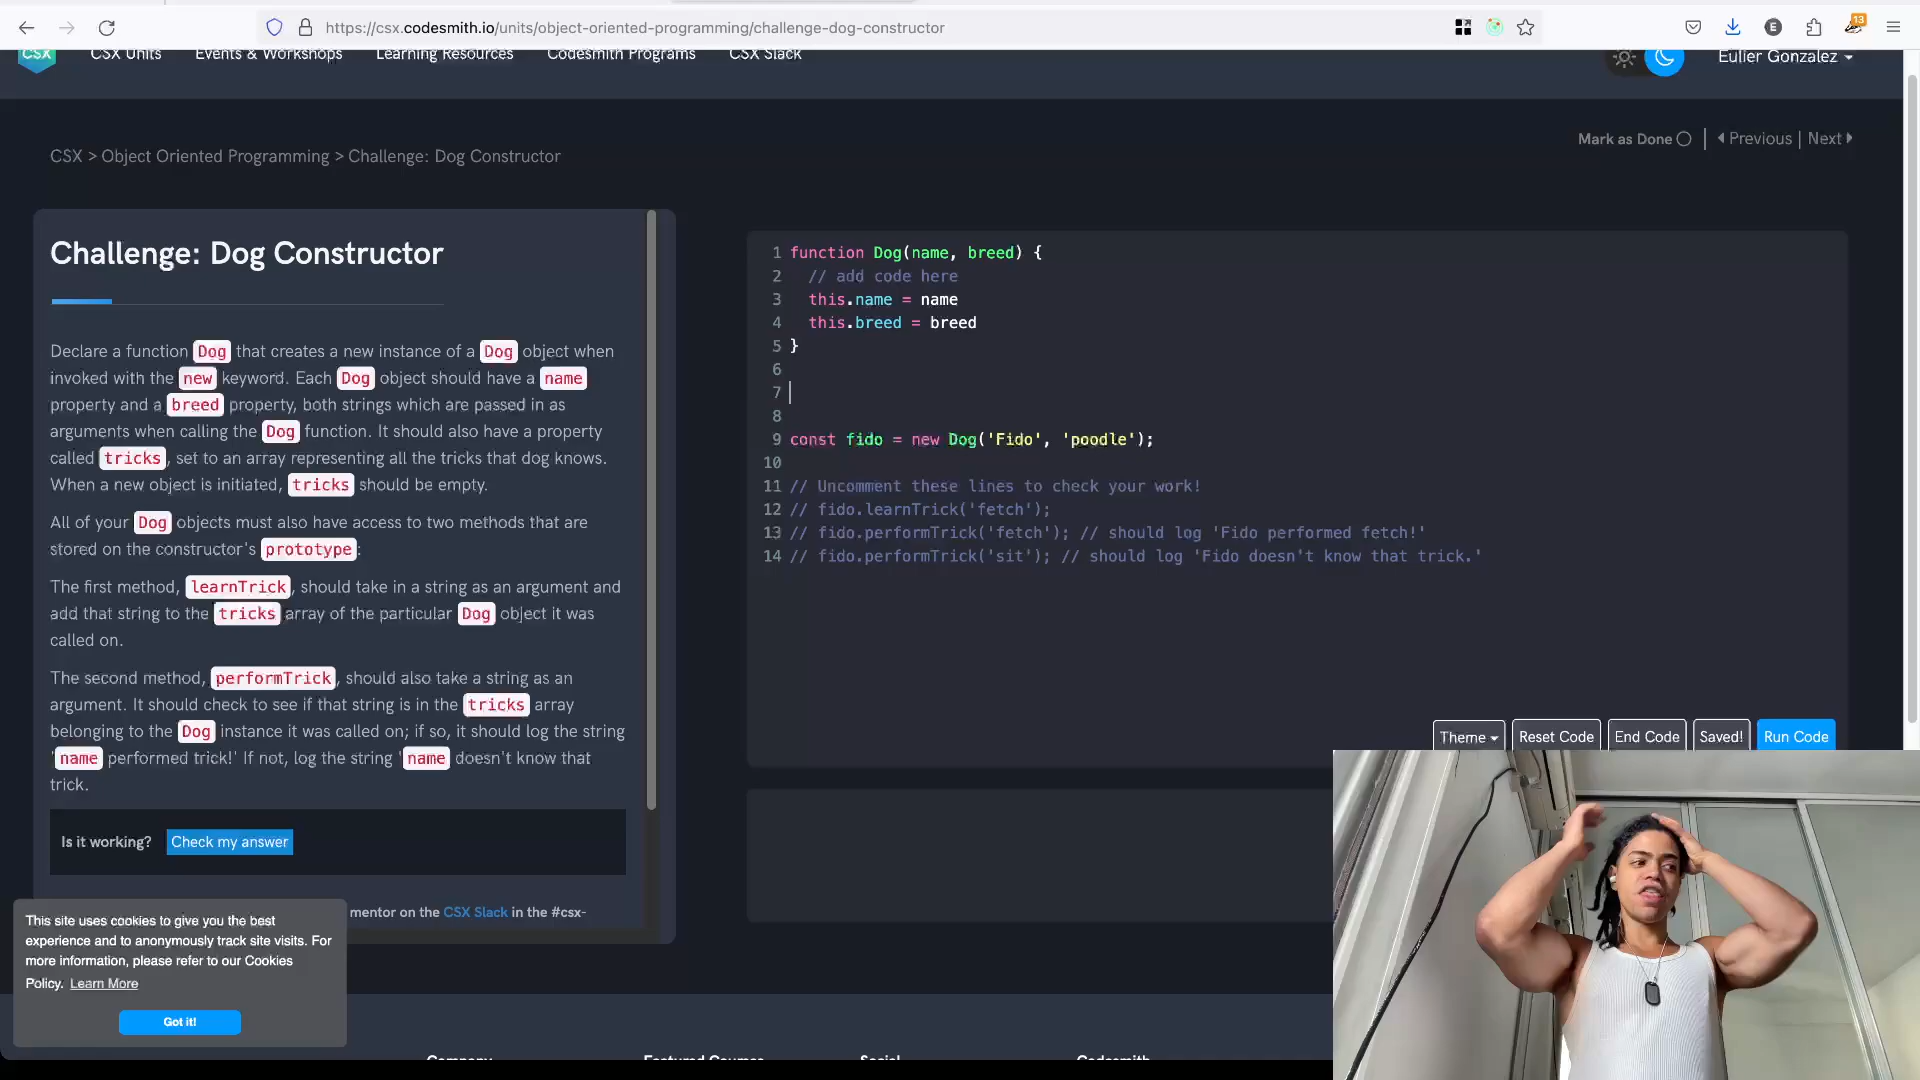 https://csx.codesmith.io/units/object-oriented-programming/challenge-dog-constructor
13
CSX
CSX Units
Events & Workshops
Learning Resources
Codesmith Programs
CSX Slack
Eulier Gonzalez
CSX > Object Oriented Programming > Challenge: Dog Constructor
Mark as Done
Previous | Next
Challenge: Dog Constructor
Declare a function Dog that creates a new instance of a Dog object when
invoked with the new keyword. Each Dog object should have a name
property and a breed property, both strings which are passed in as
arguments when calling the Dog function. It should also have a property
called tricks, set to an array representing all the tricks that dog knows.
When a new object is initiated, tricks should be empty.
All of your Dog objects must also have access to two methods that are
stored on the constructor's prototype:
The first method, learnTrick, should take in a string as an argument and
add that string to the tricks array of the particular Dog object it was
called on.
The second method, performTrick, should also take a string as an
argument. It should check to see if that string is in the tricks array
belonging to the Dog instance it was called on; if so, it should log the string
'name performed trick!' If not, log the string 'name doesn't know that
trick.
Is it working? Check my answer
mentor on the CSX Slack in the #csx-
This site uses cookies to give you the best
experience and to anonymously track site visits. For
more information, please refer to our Cookies
Policy. Learn More
Got it!
1 function Dog(name, breed) {
2 // add code here
3 this.name = name
4 this.breed = breed
5 }
6
7
8
9 const fido = new Dog('Fido', 'poodle');
10
11 // Uncomment these lines to check your work!
12 // fido.learnTrick('fetch');
13 // fido.performTrick('fetch'); // should log 'Fido performed fetch!'
14 // fido.performTrick('sit'); // should log 'Fido doesn't know that trick.'
Theme
Reset Code
End Code
Saved!
Run Code
Company
Featured Courses
Social
Codesmith